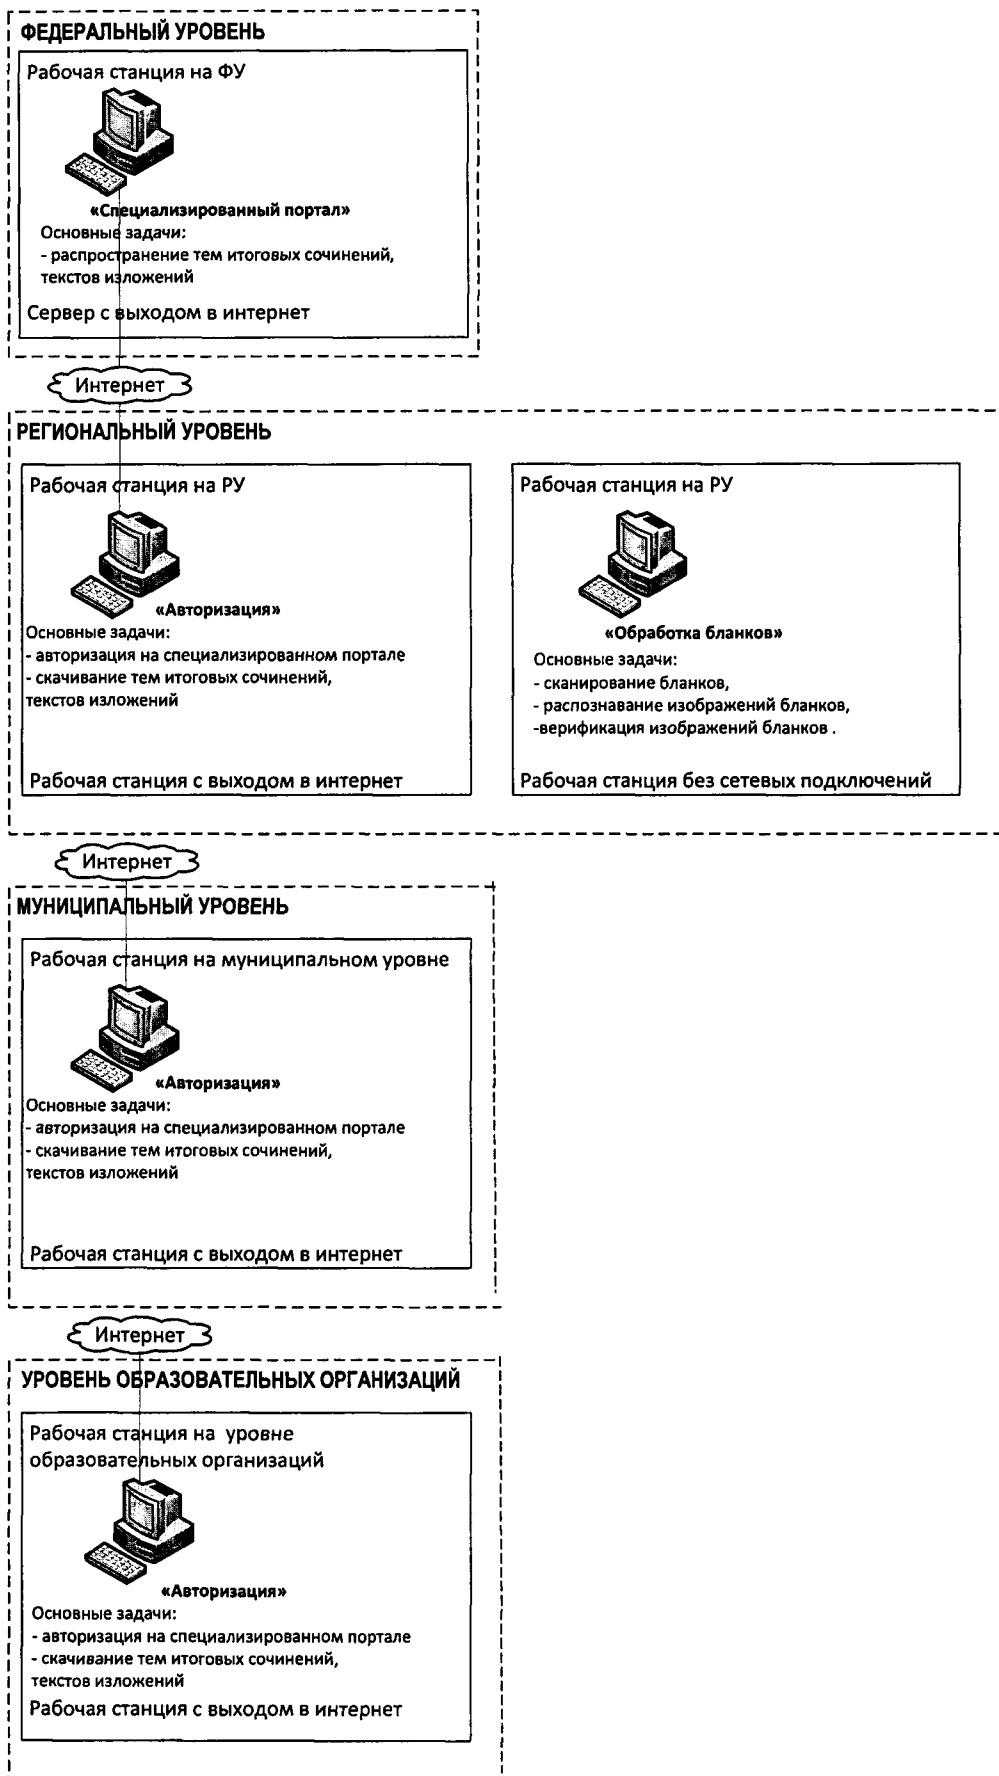 ФЕДЕРАЛЬНЫЙ УРОВЕНЬ
Рабочая станция на ФУ
«Специализированный портал»
Основные задачи:
- распространение тем итоговых сочинений,
текстов изложений
Сервер с выходом в интернет
Интернет
РЕГИОНАЛЬНЫЙ УРОВЕНЬ
Рабочая станция на РУ
«Авторизация»
Основные задачи:
- авторизация на специализированном портале
- скачивание тем итоговых сочинений,
текстов изложений
Рабочая станция с выходом в интернет
Рабочая станция на РУ
«Обработка бланков»
Основные задачи:
- сканирование бланков,
- распознавание изображений бланков,
-верификация изображений бланков .
Рабочая станция без сетевых подключений
Интернет
МУНИЦИПАЛЬНЫЙ УРОВЕНЬ
Рабочая станция на муниципальном уровне
«Авторизация»
Основные задачи:
- авторизация на специализированном портале
- скачивание тем итоговых сочинений,
текстов изложений
Рабочая станция с выходом в интернет
Интернет
УРОВЕНЬ ОБРАЗОВАТЕЛЬНЫХ ОРГАНИЗАЦИЙ
Рабочая станция на уровне
образовательных организаций
«Авторизация»
Основные задачи:
- авторизация на специализированном портале
- скачивание тем итоговых сочинений,
текстов изложений
Рабочая станция с выходом в интернет